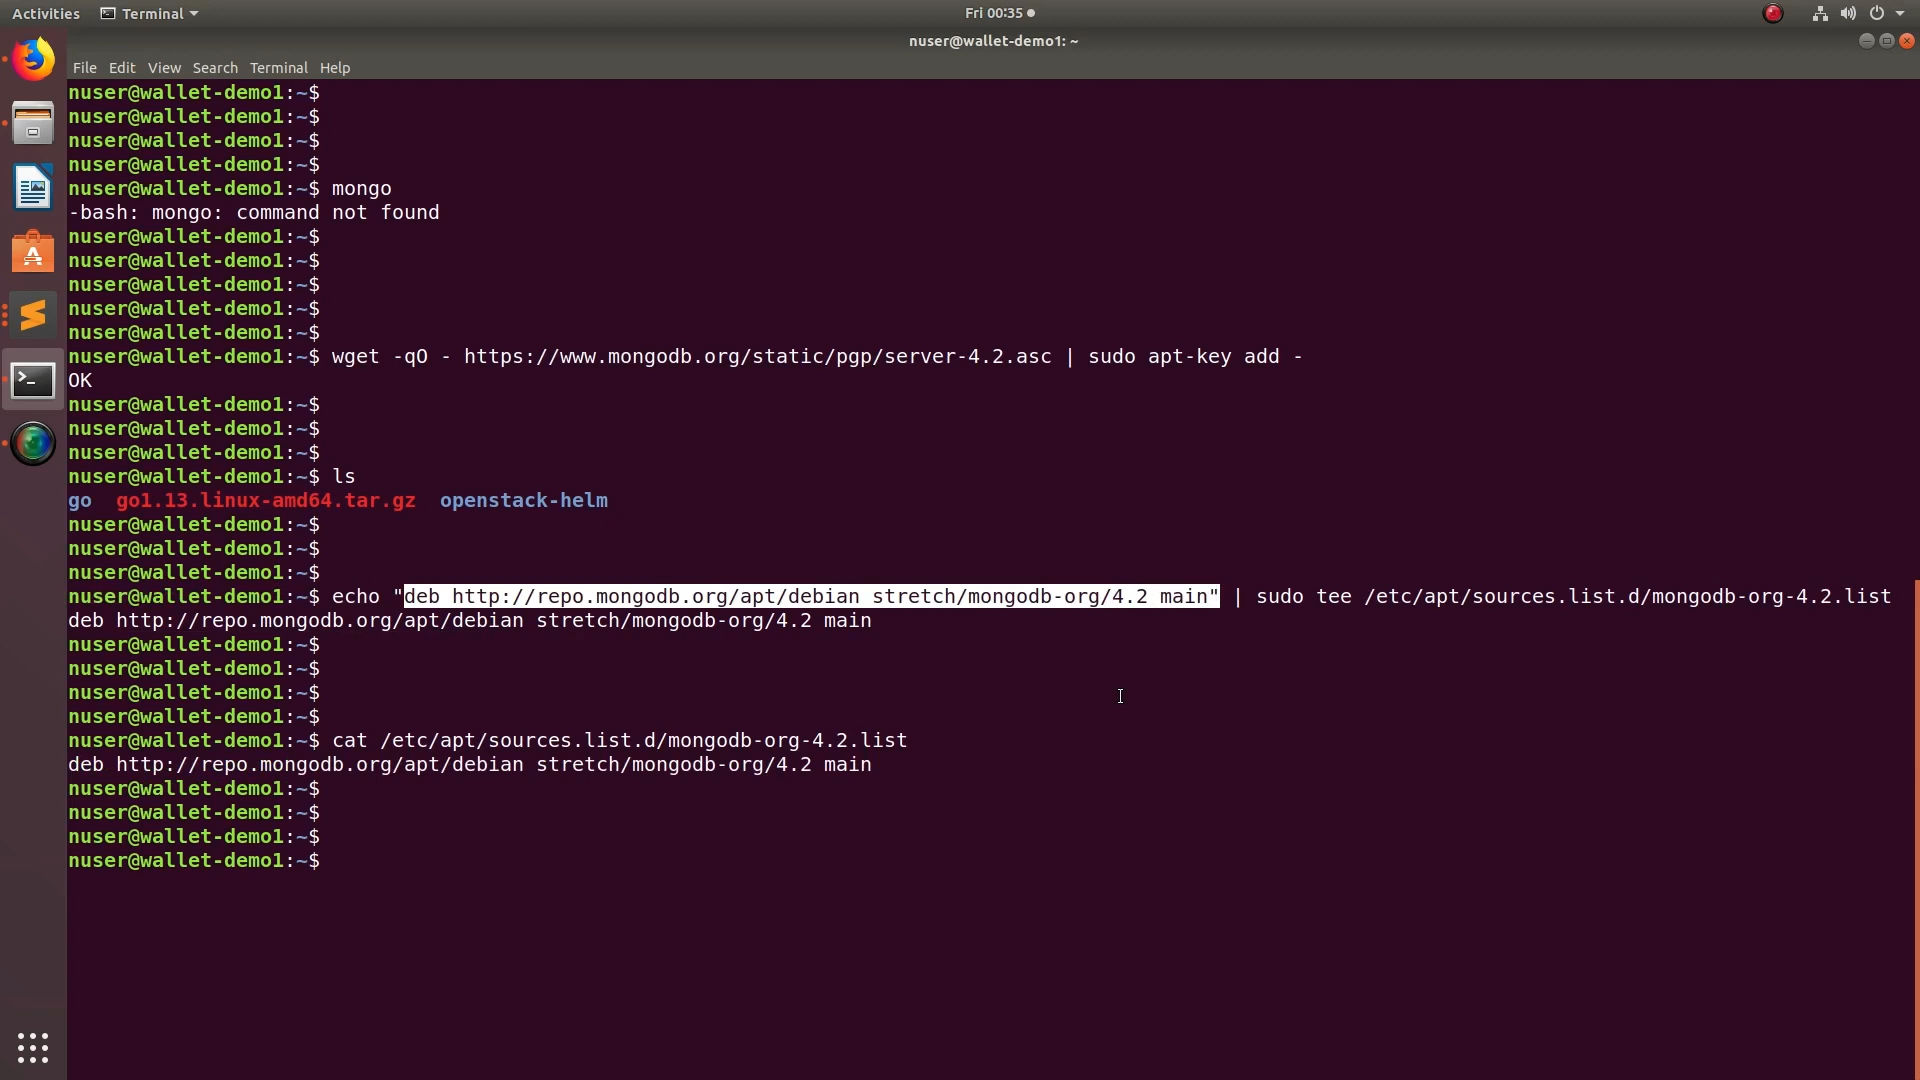 Activities Terminal Fri 00:35
nuser@wallet-demo1: ~
File Edit View Search Terminal Help
nuser@wallet-demo1:~$
nuser@wallet-demo1:~$
nuser@wallet-demo1:~$
nuser@wallet-demo1:~$
nuser@wallet-demo1:~$ mongo
-bash: mongo: command not found
nuser@wallet-demo1:~$
nuser@wallet-demo1:~$
nuser@wallet-demo1:~$
nuser@wallet-demo1:~$
nuser@wallet-demo1:~$
nuser@wallet-demo1:~$ wget -qO - https://www.mongodb.org/static/pgp/server-4.2.asc | sudo apt-key add -
OK
nuser@wallet-demo1:~$
nuser@wallet-demo1:~$
nuser@wallet-demo1:~$
nuser@wallet-demo1:~$ ls
go go1.13.linux-amd64.tar.gz openstack-helm
nuser@wallet-demo1:~$
nuser@wallet-demo1:~$
nuser@wallet-demo1:~$
nuser@wallet-demo1:~$ echo "deb http://repo.mongodb.org/apt/debian stretch/mongodb-org/4.2 main" | sudo tee /etc/apt/sources.list.d/mongodb-org-4.2.list
deb http://repo.mongodb.org/apt/debian stretch/mongodb-org/4.2 main
nuser@wallet-demo1:~$
nuser@wallet-demo1:~$
nuser@wallet-demo1:~$
nuser@wallet-demo1:~$
nuser@wallet-demo1:~$ cat /etc/apt/sources.list.d/mongodb-org-4.2.list
deb http://repo.mongodb.org/apt/debian stretch/mongodb-org/4.2 main
nuser@wallet-demo1:~$
nuser@wallet-demo1:~$
nuser@wallet-demo1:~$
nuser@wallet-demo1:~$